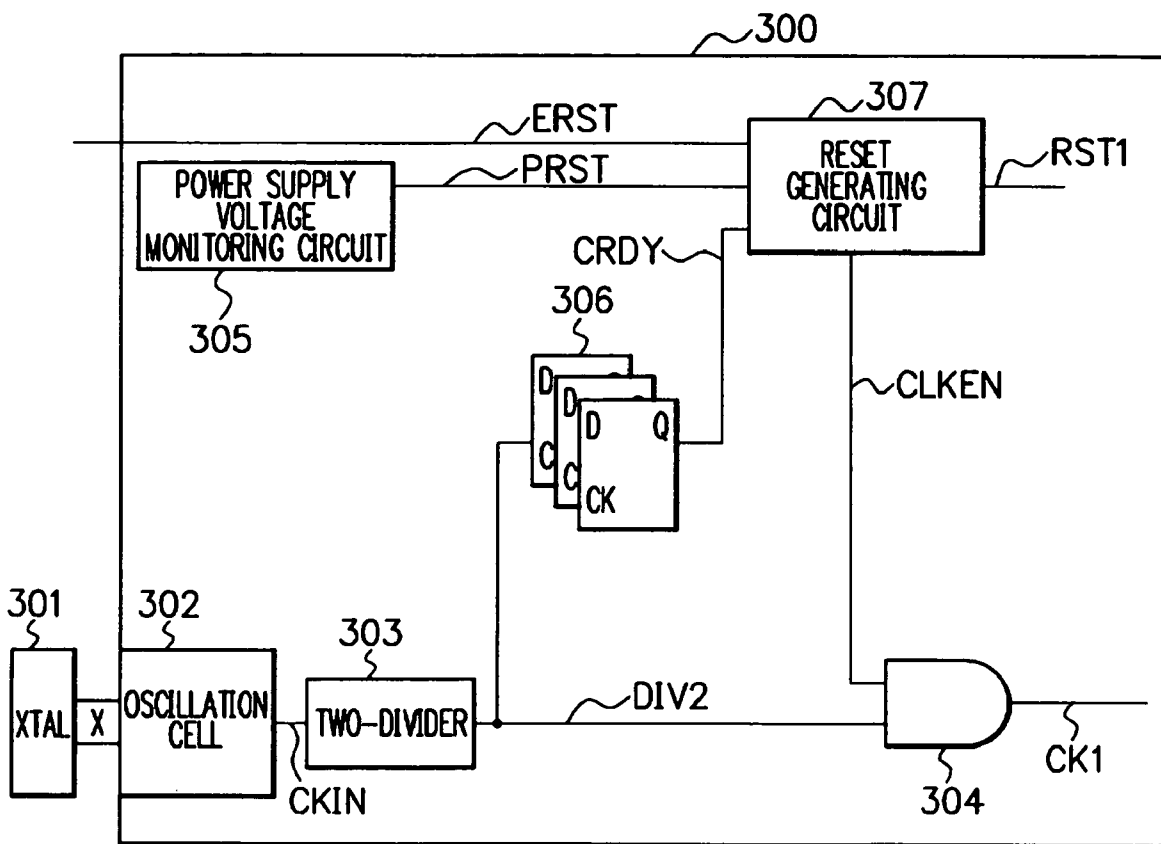 300
307
ERST
RESET
GENERATING
CIRCUIT
RST1
PRST
POWER SUPPLY
VOLTAGE
MONITORING CIRCUIT
CRDY
305
306
D
D
D Q
C
C
CK
CLKEN
301
302
303
XTAL
X
OSCILLATION
CELL
TWO-DIVIDER
DIV2
CKIN
304
CK1